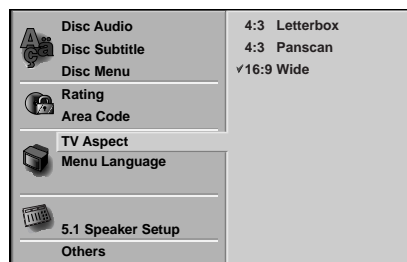 Disc Audio
Disc Subtitle
Disc Menu
Rating
Area Code
TV Aspect
Menu Language
5.1 Speaker Setup
Others
4:3 Letterbox
4:3 Panscan
✓16:9 Wide